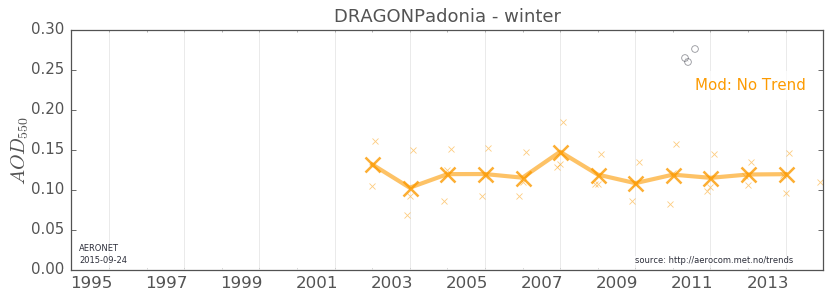 DRAGONPadonia - winter
0.30
0.25
0.20
0.15
0.10
0.05
0.00
AOD550
Mod: No Trend
AERONET
2015-09-24
source: http://aerocom.met.no/trends
1995 1997 1999 2001 2003 2005 2007 2009 2011 2013